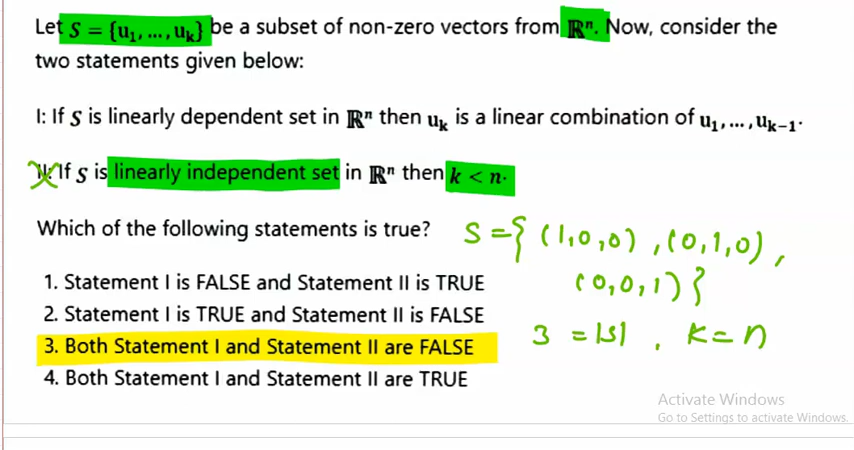 Let S = {u₁, ..., uₖ} be a subset of non-zero vectors from ℝⁿ. Now, consider the
two statements given below:
I: If S is linearly dependent set in ℝⁿ then uₖ is a linear combination of u₁, ..., uₖ₋₁.
II: If S is linearly independent set in ℝⁿ then k < n.
Which of the following statements is true?
S = { (1,0,0) , (0,1,0) ,
(0,0,1) }
3 = |S| , K = n
1. Statement I is FALSE and Statement II is TRUE
2. Statement I is TRUE and Statement II is FALSE
3. Both Statement I and Statement II are FALSE
4. Both Statement I and Statement II are TRUE
Activate Windows
Go to Settings to activate Windows.